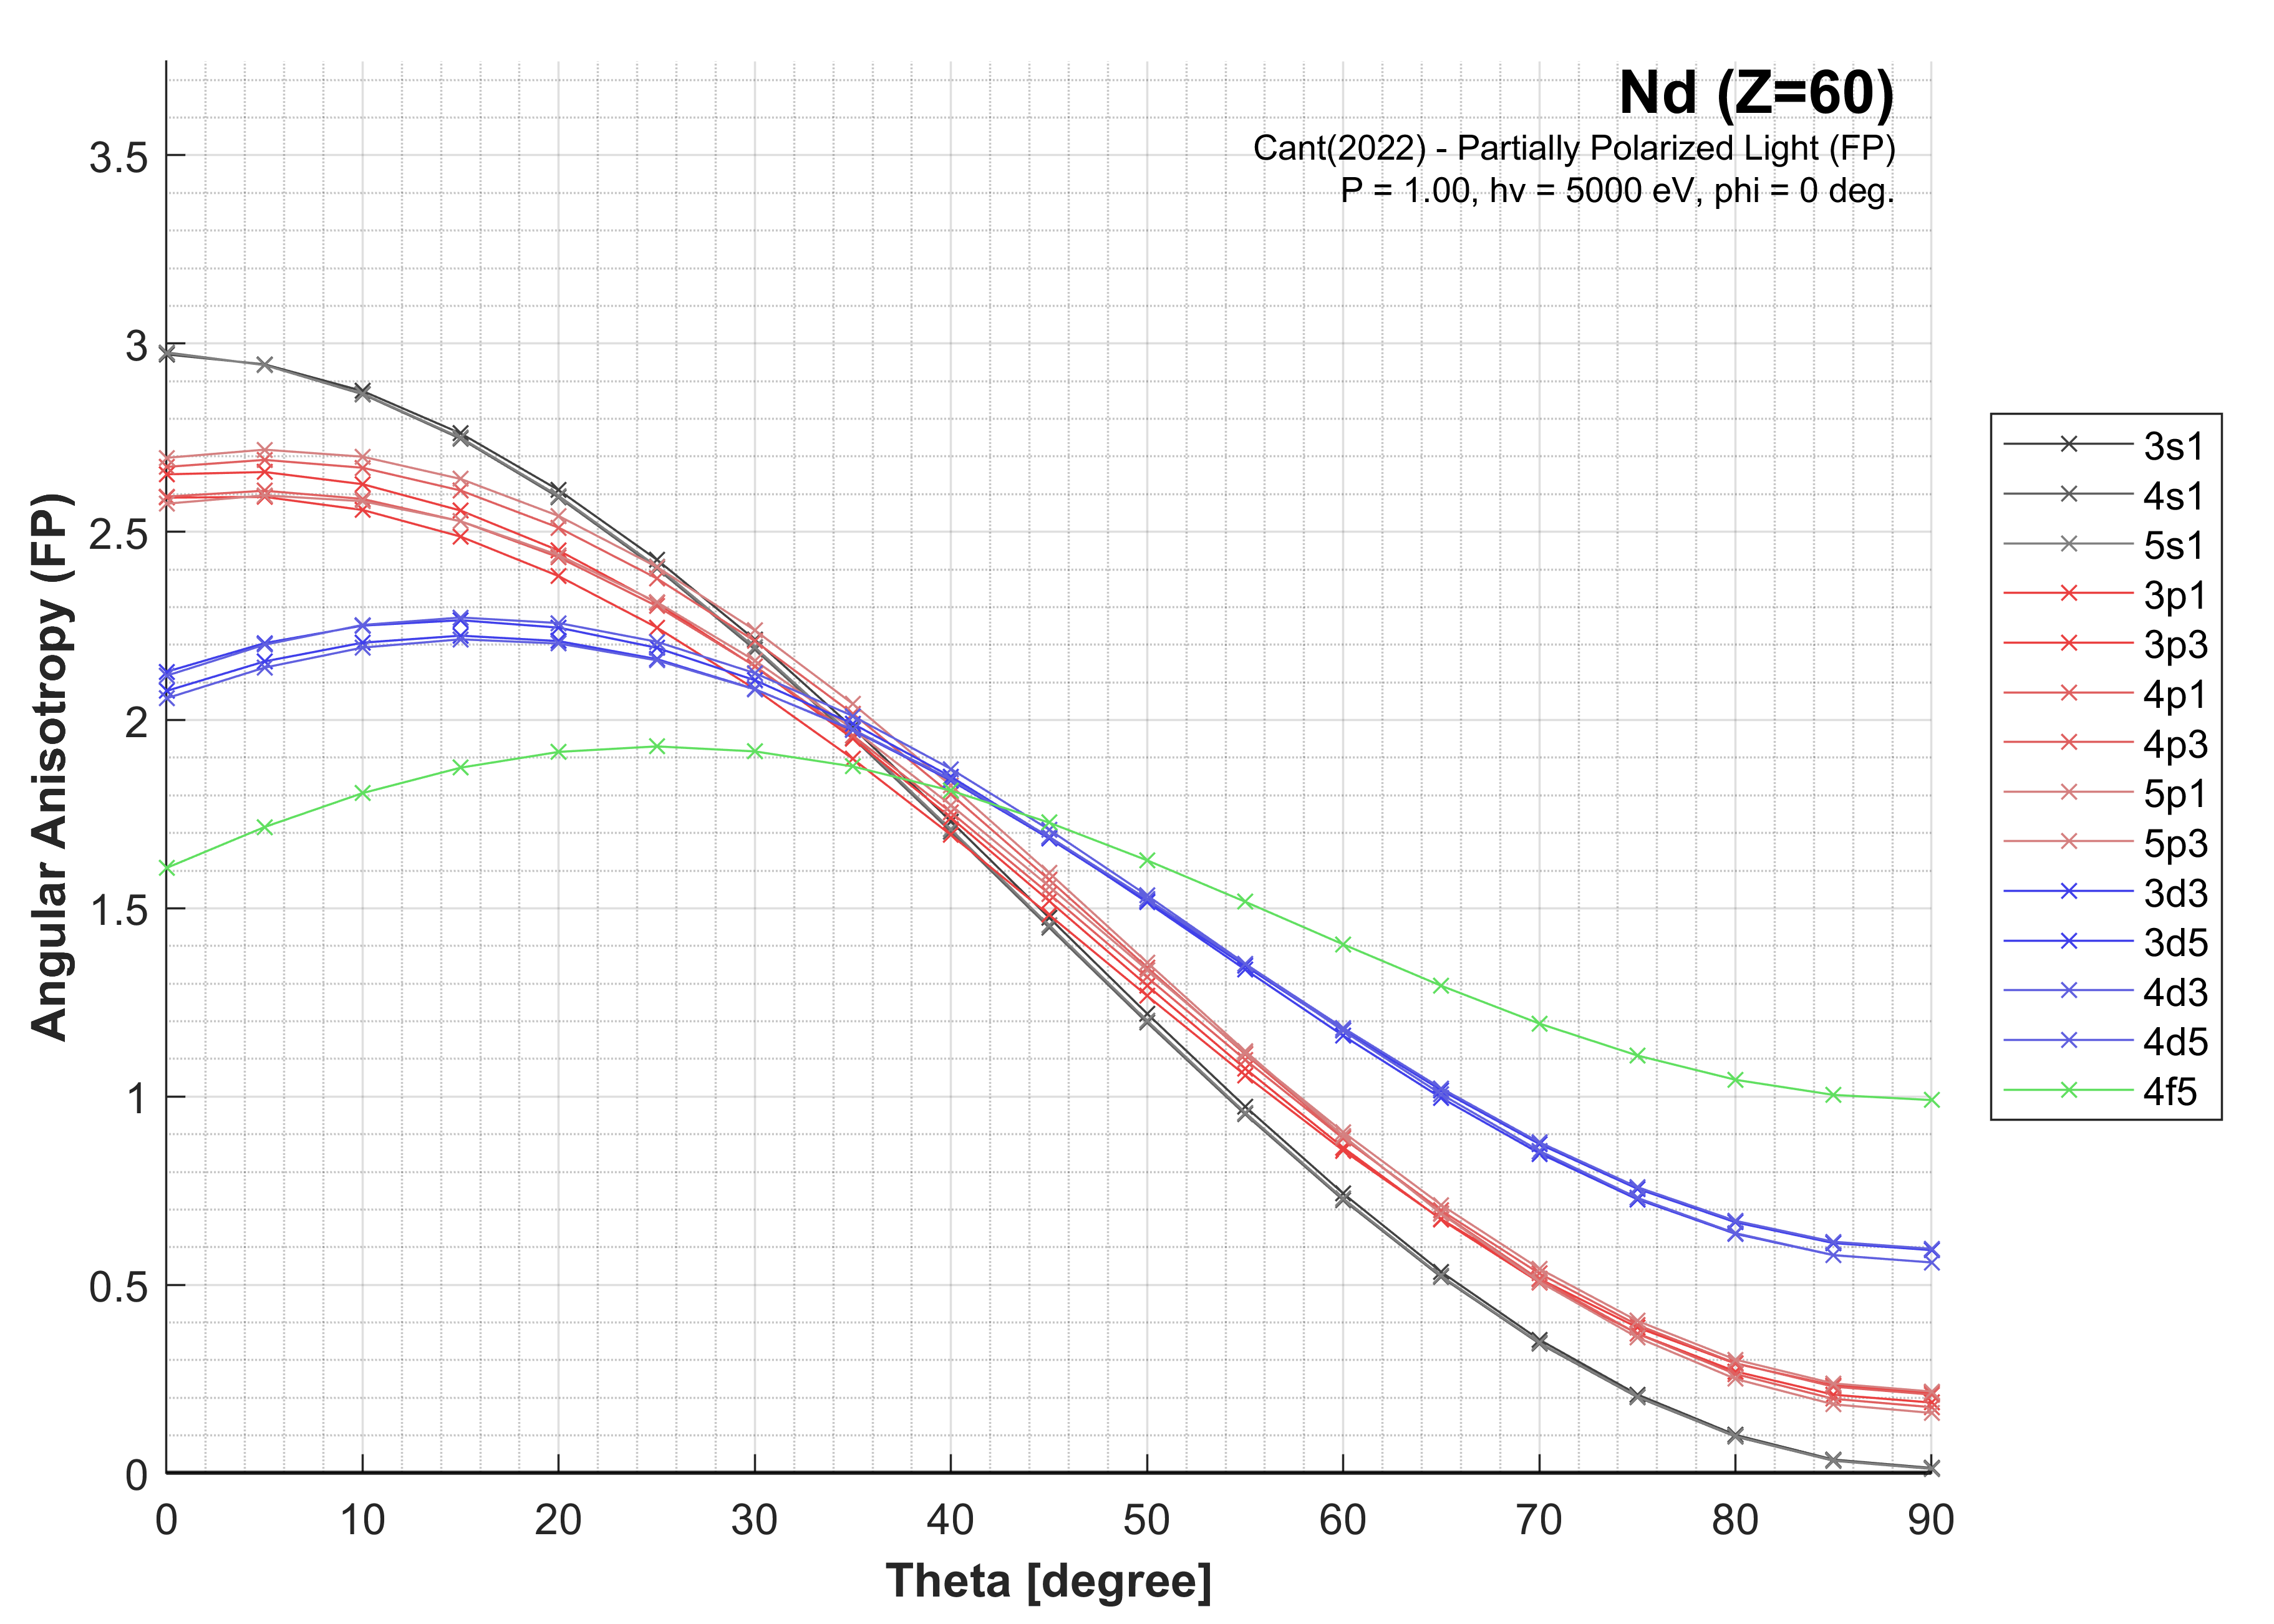 Nd (Z=60)
Cant(2022) - Partially Polarized Light (FP)
P = 1.00, hv = 5000 eV, phi = 0 deg.
Angular Anisotropy (FP)
3.5
3
2.5
2
1.5
1
0.5
0
0 10 20 30 40 50 60 70 80 90
Theta [degree]
3s1
4s1
5s1
3p1
3p3
4p1
4p3
5p1
5p3
3d3
3d5
4d3
4d5
4f5